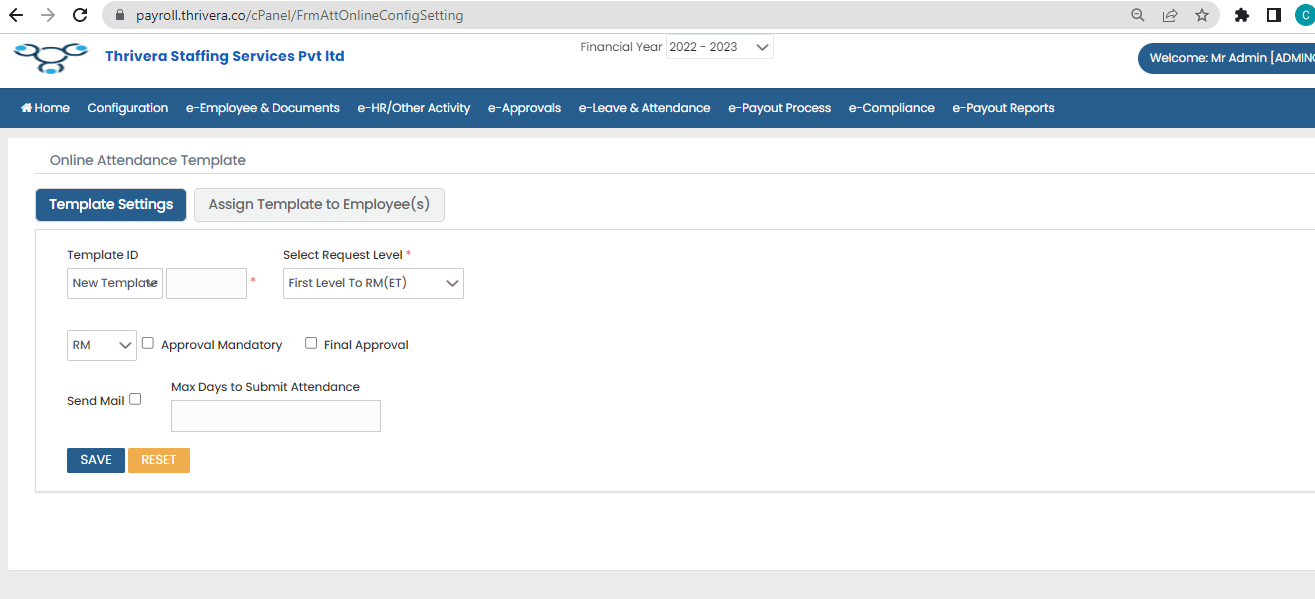 payroll.thrivera.co/cPanel/FrmAttOnlineConfigSetting
C
Thrivera Staffing Services Pvt ltd
Financial Year 2022 - 2023
Welcome: Mr Admin
Home Configuration e-Employee & Documents e-HR/Other Activity e-Approvals e-Leave & Attendance e-Payout Process e-Compliance e-Payout Reports
Online Attendance Template
Template Settings Assign Template to Employee(s)
Template ID Select Request Level *
New Template * First Level To RM(ET)
RM Approval Mandatory Final Approval
Max Days to Submit Attendance
Send Mail
SAVE RESET